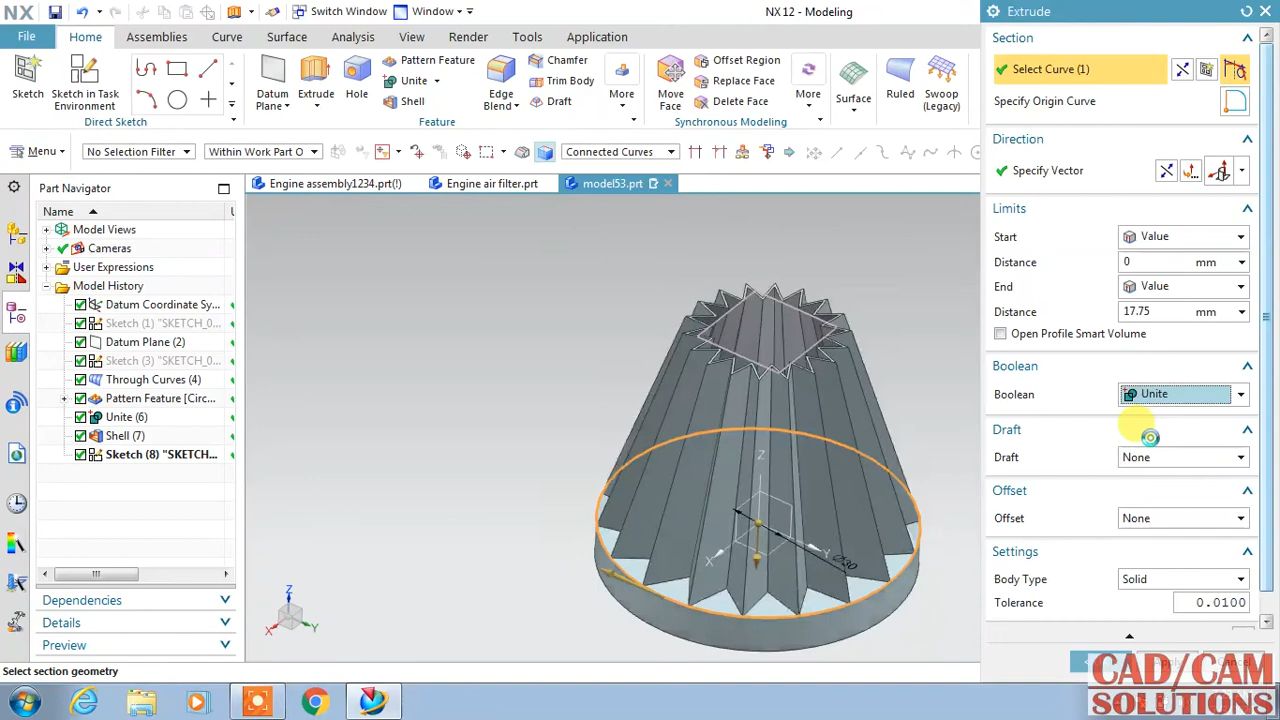 NX
Switch Window
Window
NX 12 - Modeling
Extrude
File
Home
Assemblies
Curve
Surface
Analysis
View
Render
Tools
Application
Sketch
Sketch in Task Environment
Direct Sketch
Datum Plane
Extrude
Hole
Pattern Feature
Unite
Shell
Edge Blend
Chamfer
Trim Body
Draft
More
Feature
Move Face
Offset Region
Replace Face
Delete Face
More
Synchronous Modeling
Surface
Ruled
Swoop (Legacy)
Menu
No Selection Filter
Within Work Part O
Connected Curves
Part Navigator
Engine assembly1234.prt(!)
Engine air filter.prt
model53.prt
Name
U
Model Views
Cameras
User Expressions
Model History
Datum Coordinate Sy...
Sketch (1) "SKETCH_0...
Datum Plane (2)
Sketch (3) "SKETCH_0...
Through Curves (4)
Pattern Feature [Circ...
Unite (6)
Shell (7)
Sketch (8) "SKETCH...
Dependencies
Details
Preview
Z
X
Y
Z
X
Y
Section
Select Curve (1)
Specify Origin Curve
Direction
Specify Vector
Limits
Start
Value
Distance
0 mm
End
Value
Distance
17.75 mm
Open Profile Smart Volume
Boolean
Boolean
Unite
Draft
Draft
None
Offset
Offset
None
Settings
Body Type
Solid
Tolerance
0.0100
Select section geometry
CAD/CAM
SOLUTIONS